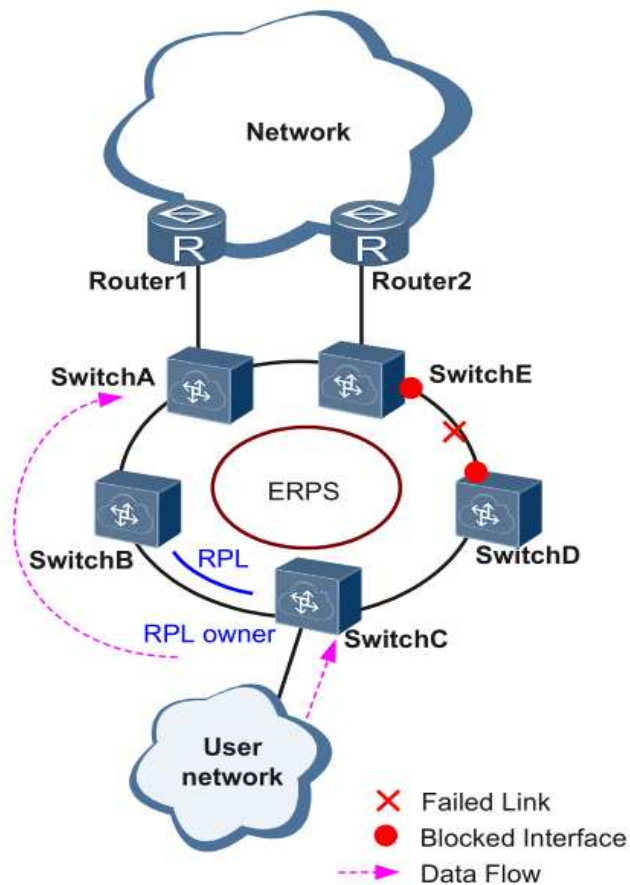 Network
R
R
Router1
Router2
SwitchA
SwitchE
ERPS
SwitchB
RPL
SwitchD
RPL owner
SwitchC
User
network
Failed Link
Blocked Interface
Data Flow